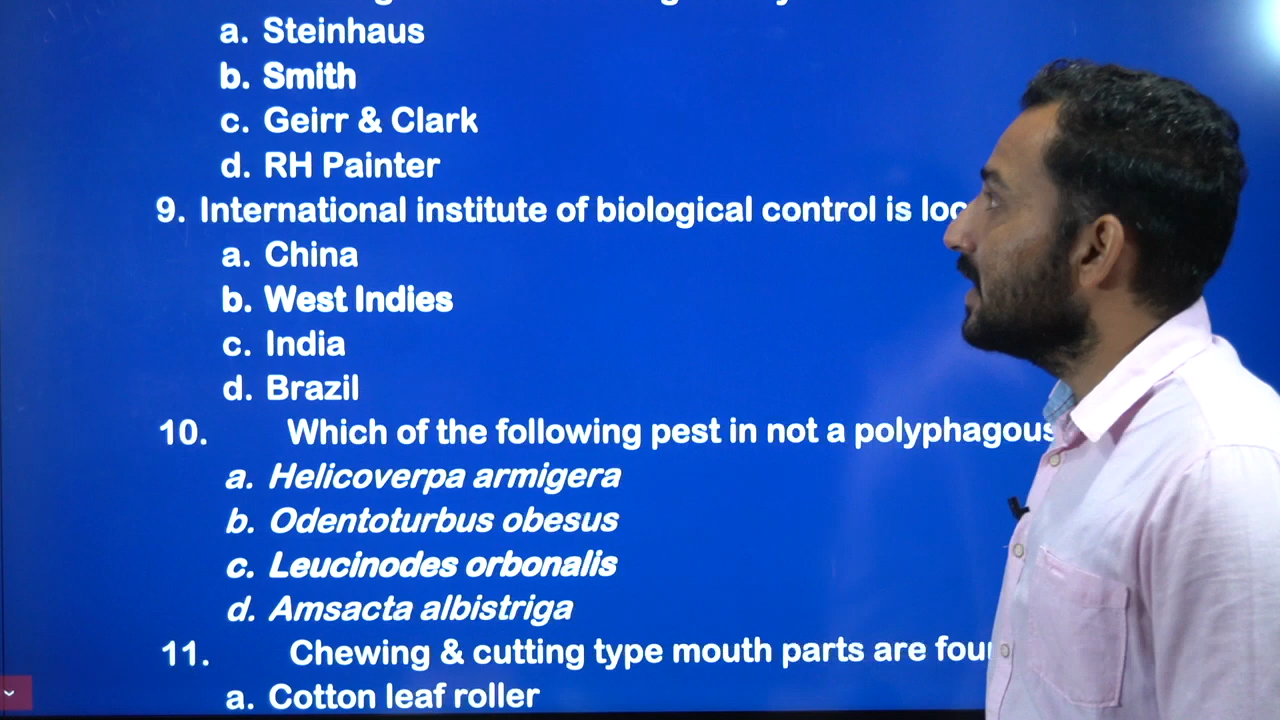 a. Steinhaus
b. Smith
c. Geirr & Clark
d. RH Painter
9. International institute of biological control is
a. China
b. West Indies
c. India
d. Brazil
10. Which of the following pest in not a polyphagous
a. Helicoverpa armigera
b. Odentoturbus obesus
c. Leucinodes orbonalis
d. Amsacta albistriga
11. Chewing & cutting type mouth parts are
a. Cotton leaf roller